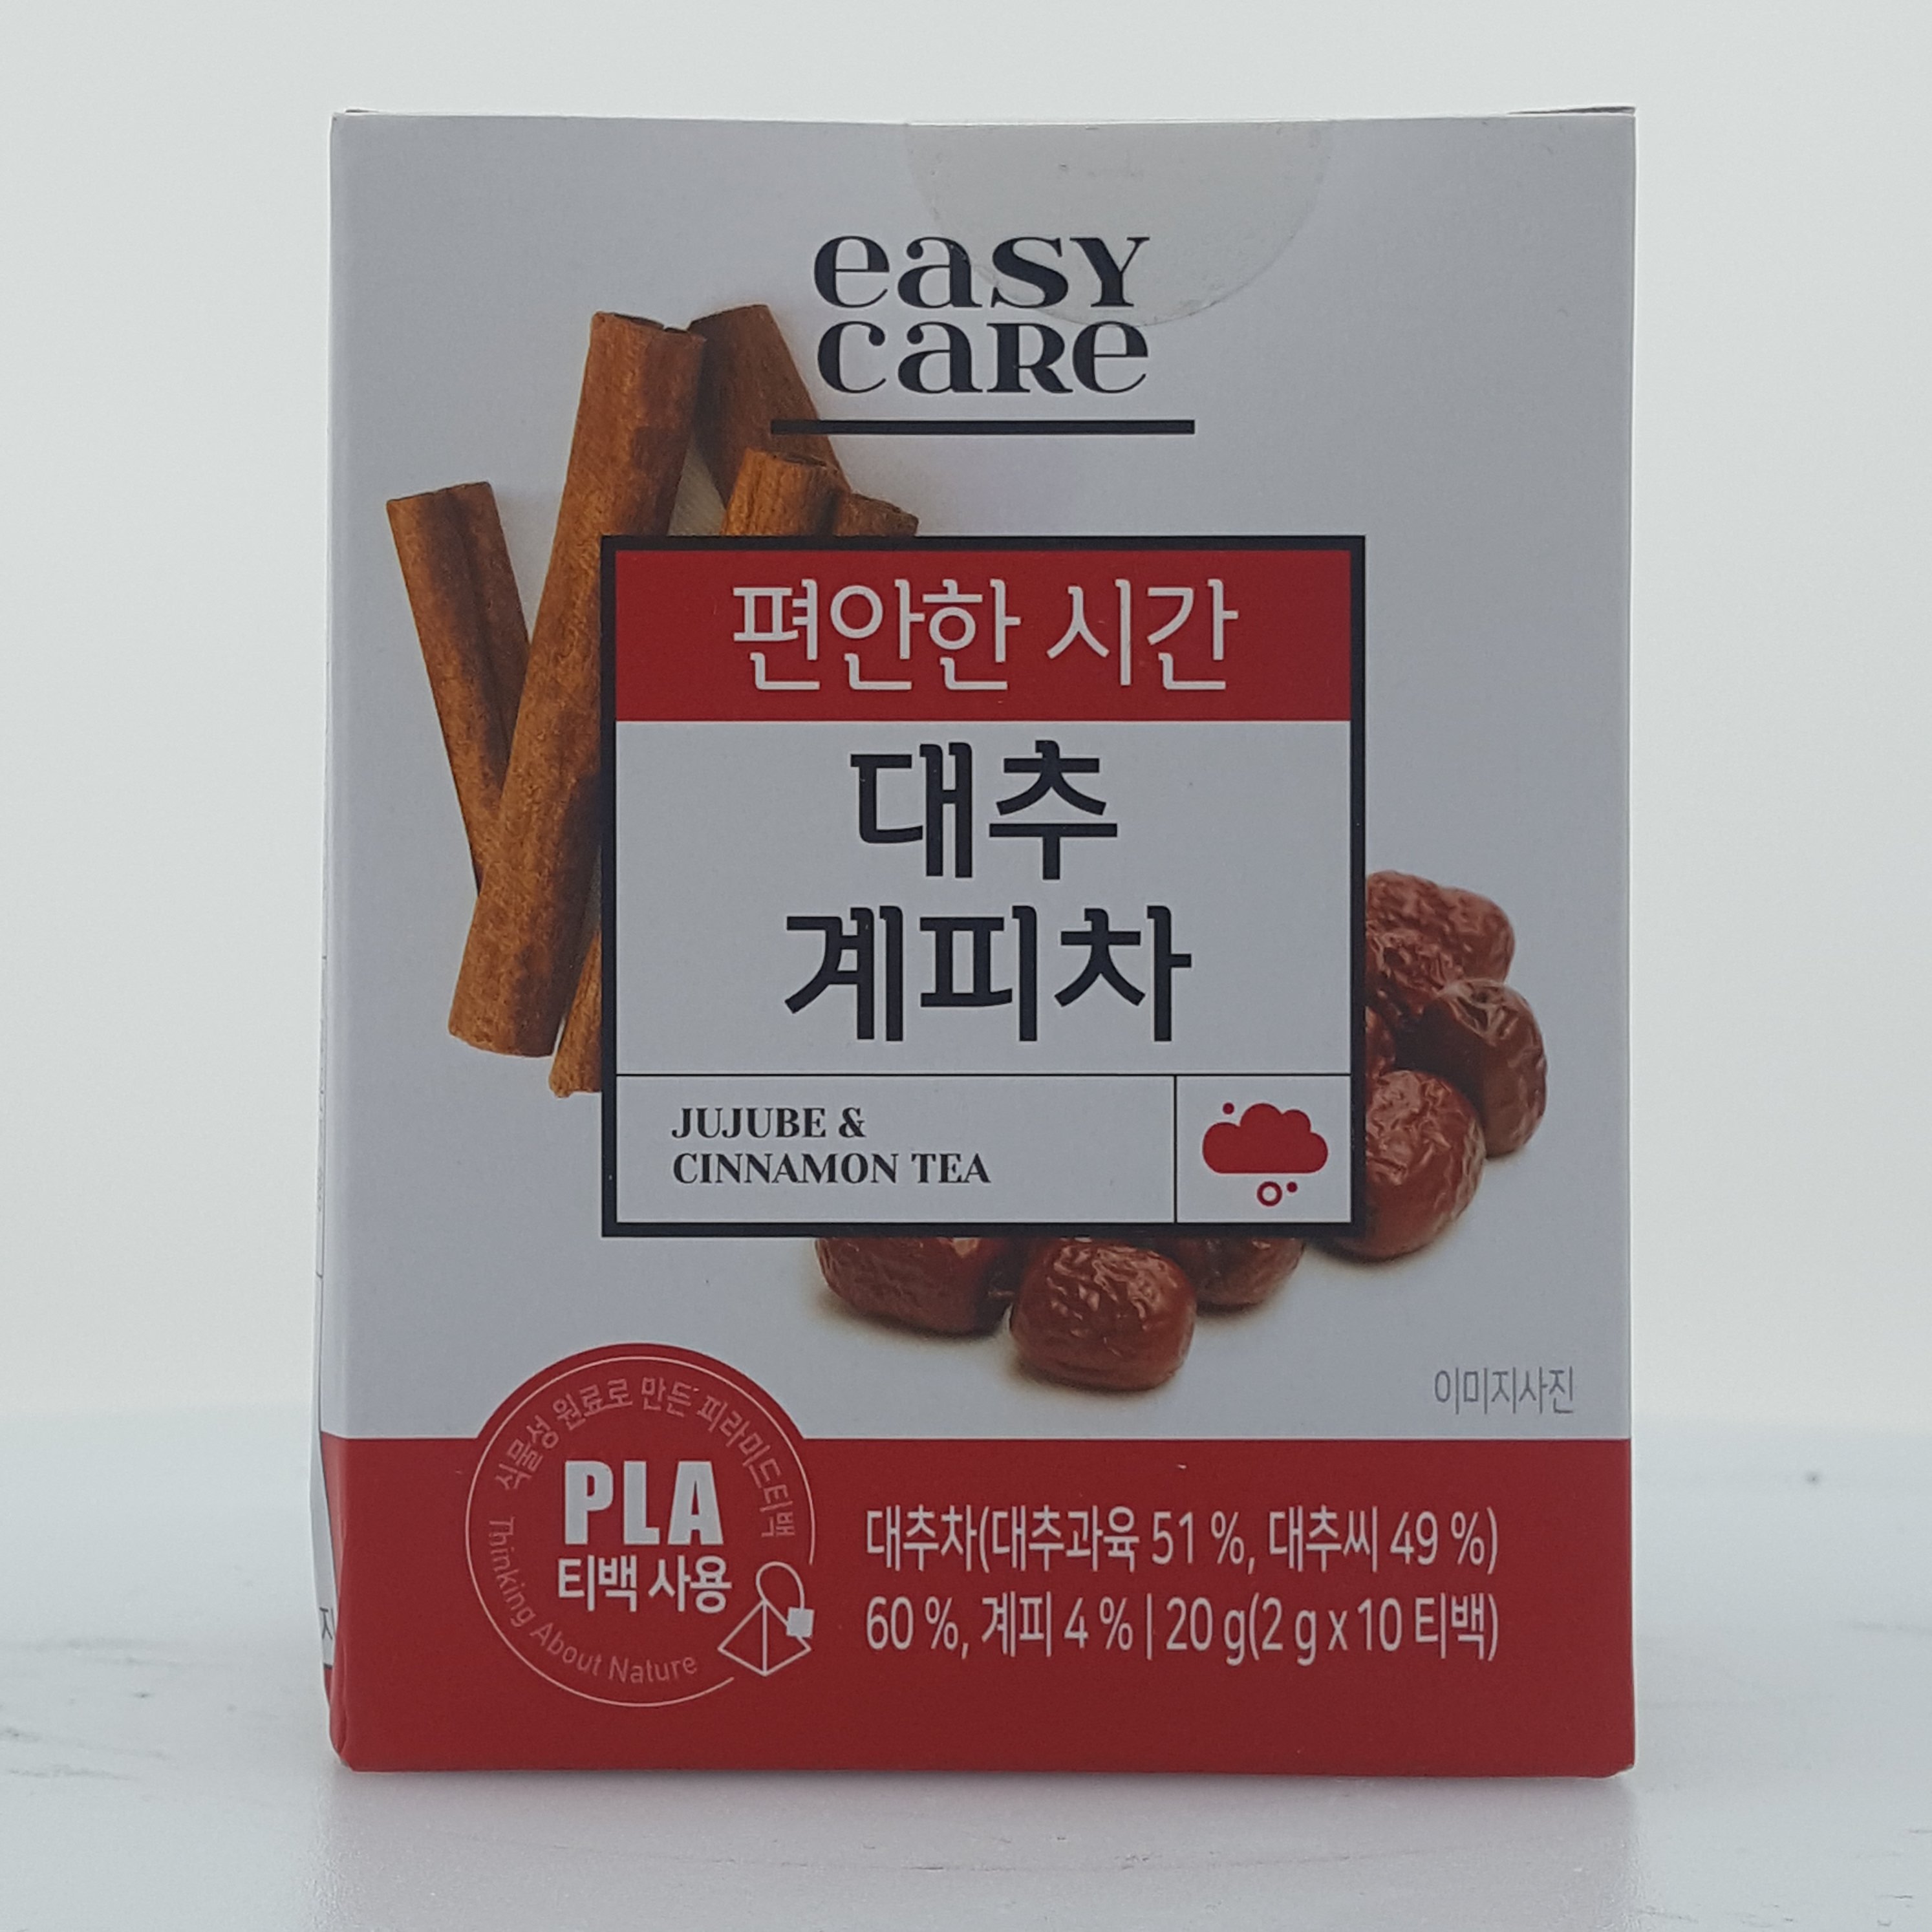 easy
care
편안한 시간
대추
계피차
JUJUBE &
CINNAMON TEA
이미지사진
식물성 원료로 만든 피라미드티백
PLA
티백 사용
Thinking About Nature
대추차(대추과육 51 %, 대추씨 49 %)
60 %, 계피 4 % | 20 g(2 g x 10 티백)